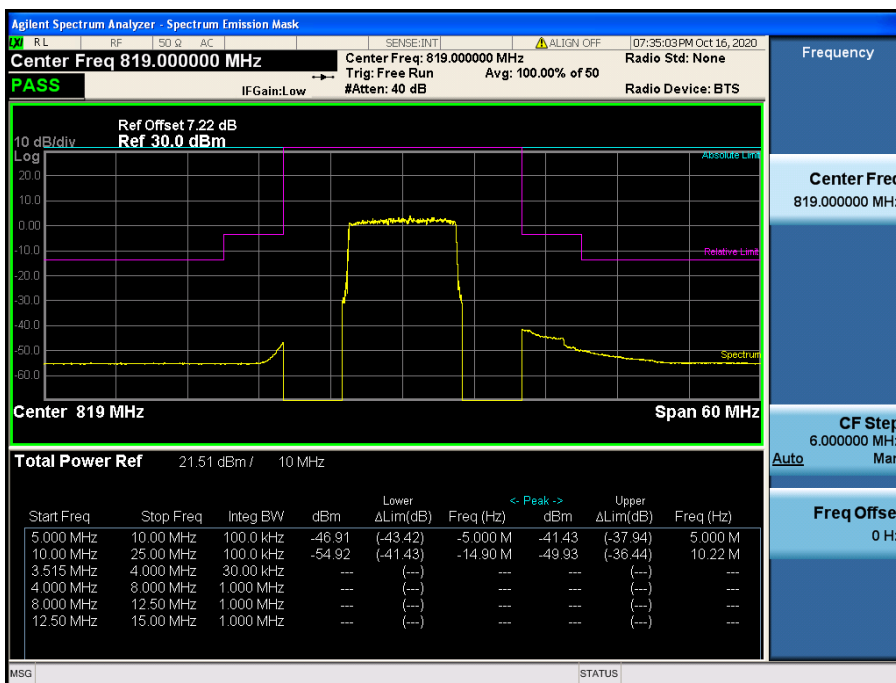 Agilent Spectrum Analyzer - Spectrum Emission Mask
LXI RL RF 50 Ω AC SENSE:INT ALIGN OFF 07:35:03 PM Oct 16, 2020
Center Freq 819.000000 MHz
Center Freq: 819.000000 MHz
Radio Std: None
Trig: Free Run
Avg: 100.00% of 50
PASS
IFGain:Low
#Atten: 40 dB
Radio Device: BTS
Ref Offset 7.22 dB
10 dB/div Ref 30.0 dBm
Log
Absolute Limit
20.0
10.0
0.00
-10.0
Relative Limit
-20.0
-30.0
-40.0
-50.0
Spectrum
-60.0
Center 819 MHz Span 60 MHz
Total Power Ref 21.51 dBm / 10 MHz
Lower <- Peak -> Upper
Start Freq Stop Freq Integ BW dBm ΔLim(dB) Freq (Hz) dBm ΔLim(dB) Freq (Hz)
5.000 MHz 10.00 MHz 100.0 kHz -46.91 (-43.42) -5.000 M -41.43 (-37.94) 5.000 M
10.00 MHz 25.00 MHz 100.0 kHz -54.92 (-41.43) -14.90 M -49.93 (-36.44) 10.22 M
3.515 MHz 4.000 MHz 30.00 kHz --- (---) --- --- (---) ---
4.000 MHz 8.000 MHz 1.000 MHz --- (---) --- --- (---) ---
8.000 MHz 12.50 MHz 1.000 MHz --- (---) --- --- (---) ---
12.50 MHz 15.00 MHz 1.000 MHz --- (---) --- --- (---) ---
MSG STATUS
Frequency
Center Freq
819.000000 MHz
CF Step
6.000000 MHz
Auto Man
Freq Offset
0 Hz